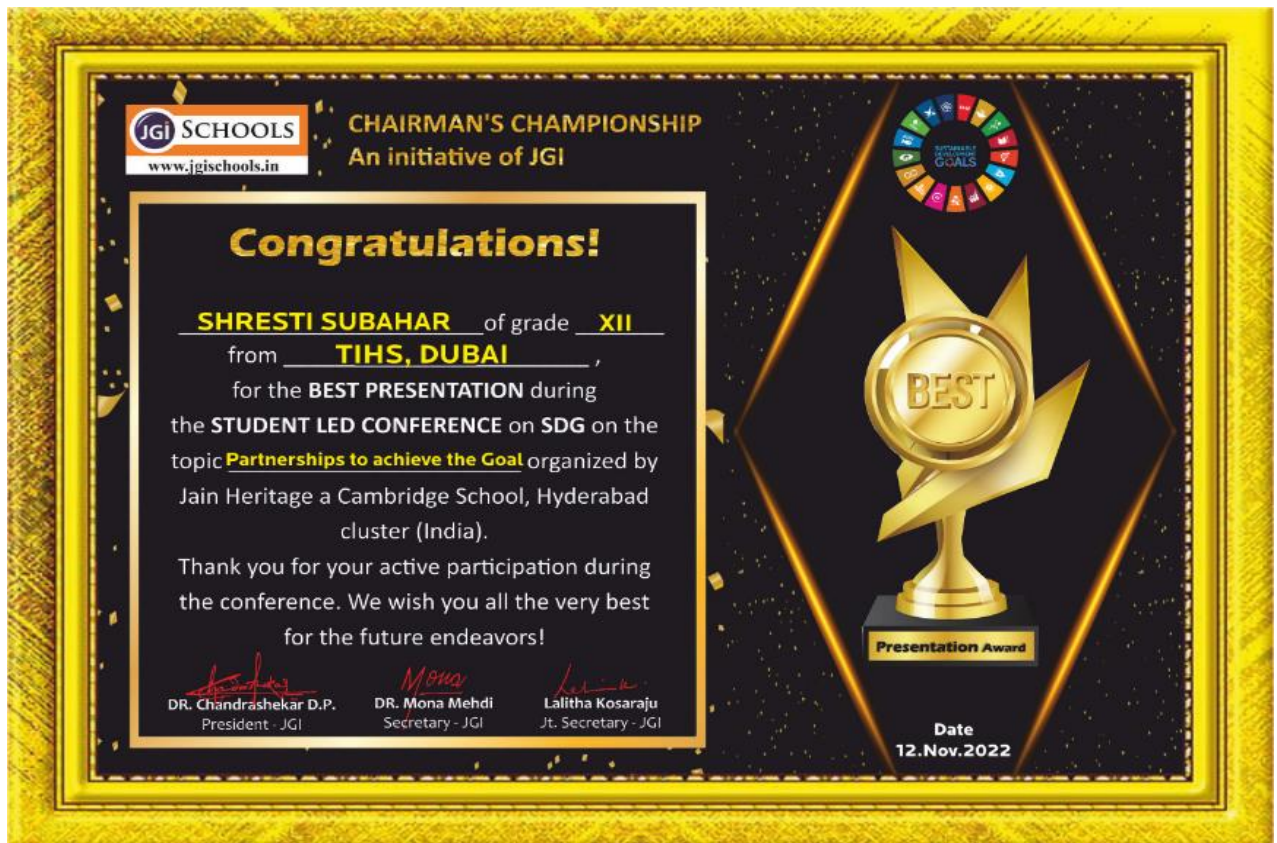 JGi SCHOOLS
www.jgischools.in
CHAIRMAN'S CHAMPIONSHIP
An initiative of JGI
SUSTAINABLE
DEVELOPMENT
GOALS
Congratulations!
SHRESTI SUBAHAR of grade XII
from TIHS, DUBAI ,
for the BEST PRESENTATION during
the STUDENT LED CONFERENCE on SDG on the
topic Partnerships to achieve the Goal organized by
Jain Heritage a Cambridge School, Hyderabad
cluster (India).
Thank you for your active participation during
the conference. We wish you all the very best
for the future endeavors!
Mona
DR. Chandrashekar D.P.
President - JGI
DR. Mona Mehdi
Secretary - JGI
Lalitha Kosaraju
Jt. Secretary - JGI
BEST
Presentation Award
Date
12.Nov.2022